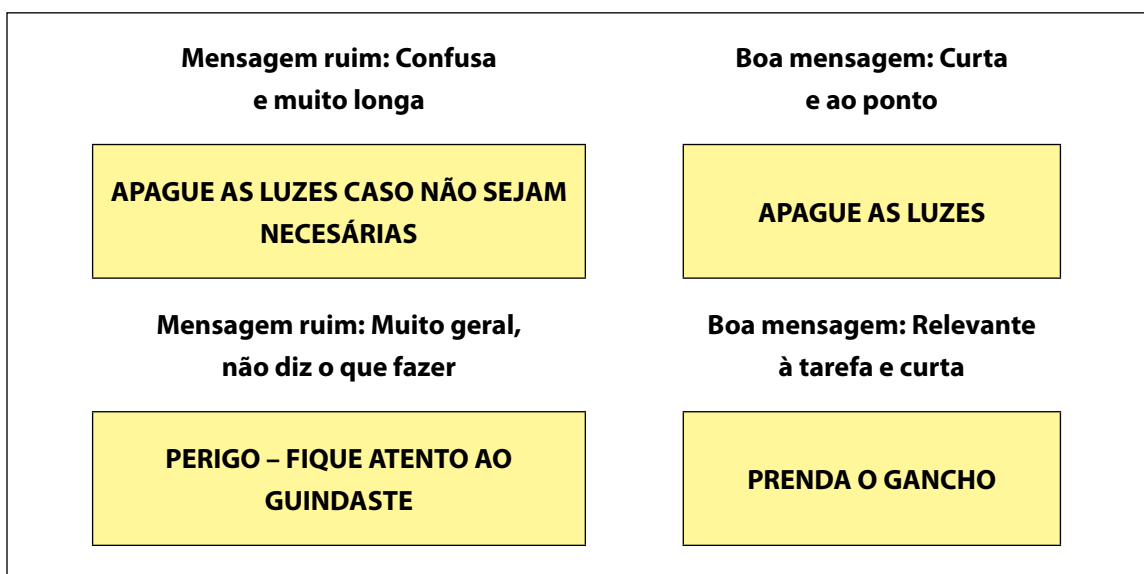 Mensagem ruim: Confusa
e muito longa
APAGUE AS LUZES CASO NÃO SEJAM
NECESÁRIAS
Boa mensagem: Curta
e ao ponto
APAGUE AS LUZES
Mensagem ruim: Muito geral,
não diz o que fazer
PERIGO – FIQUE ATENTO AO
GUINDASTE
Boa mensagem: Relevante
à tarefa e curta
PRENDA O GANCHO